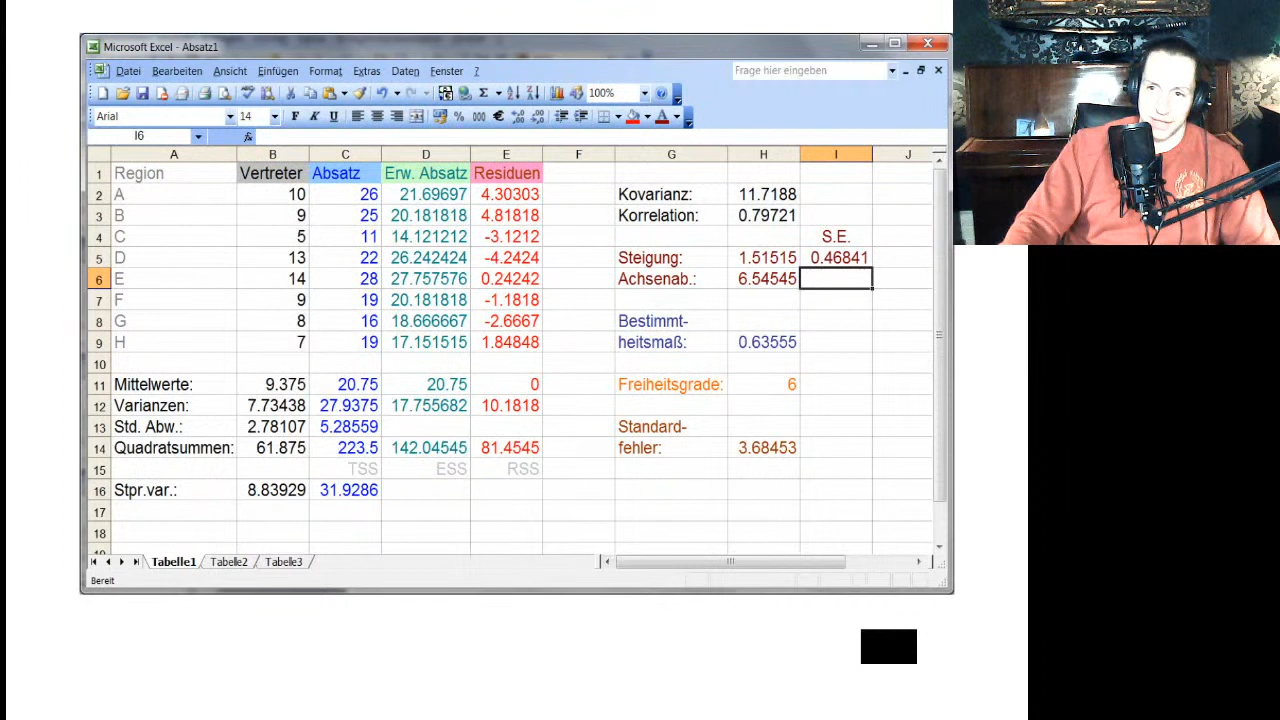 Microsoft Excel - Absatz1
Datei Bearbeiten Ansicht Einfügen Format Extras Daten Fenster ? Frage hier eingeben
100%
Arial 14 F K U % 000 €
I6 fx
A B C D E F G H I J
1 Region Vertreter Absatz Erw. Absatz Residuen
2 A 10 26 21.69697 4.30303 Kovarianz: 11.7188
3 B 9 25 20.181818 4.81818 Korrelation: 0.79721
4 C 5 11 14.121212 -3.1212 S.E.
5 D 13 22 26.242424 -4.2424 Steigung: 1.51515 0.46841
6 E 14 28 27.757576 0.24242 Achsenab.: 6.54545
7 F 9 19 20.181818 -1.1818
8 G 8 16 18.666667 -2.6667 Bestimmt-
9 H 7 19 17.151515 1.84848 heitsmaß: 0.63555
10
11 Mittelwerte: 9.375 20.75 20.75 0 Freiheitsgrade: 6
12 Varianzen: 7.73438 27.9375 17.755682 10.1818
13 Std. Abw.: 2.78107 5.28559 Standard-
14 Quadratsummen: 61.875 223.5 142.04545 81.4545 fehler: 3.68453
15 TSS ESS RSS
16 Stpr.var.: 8.83929 31.9286
17
18
Tabelle1 Tabelle2 Tabelle3
Bereit